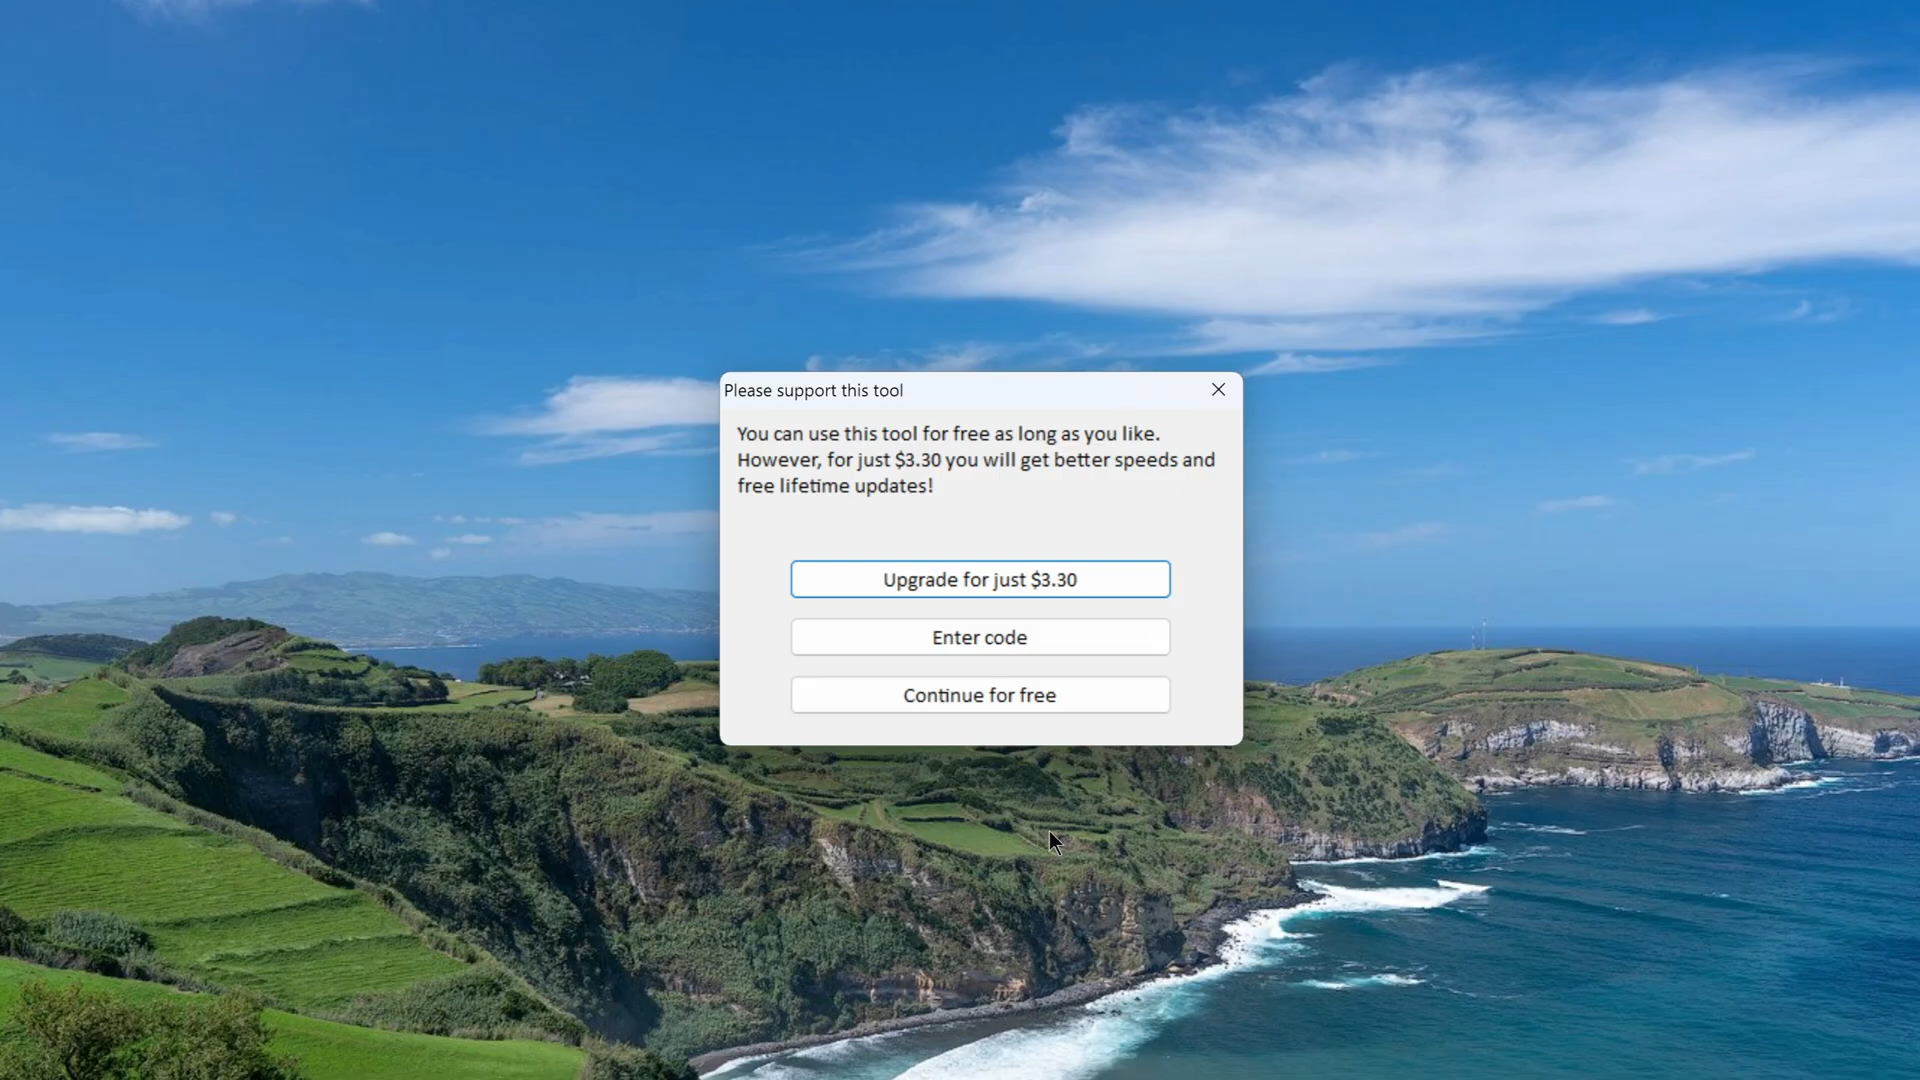 Please support this tool
You can use this tool for free as long as you like.
However, for just $3.30 you will get better speeds and
free lifetime updates!
Upgrade for just $3.30
Enter code
Continue for free